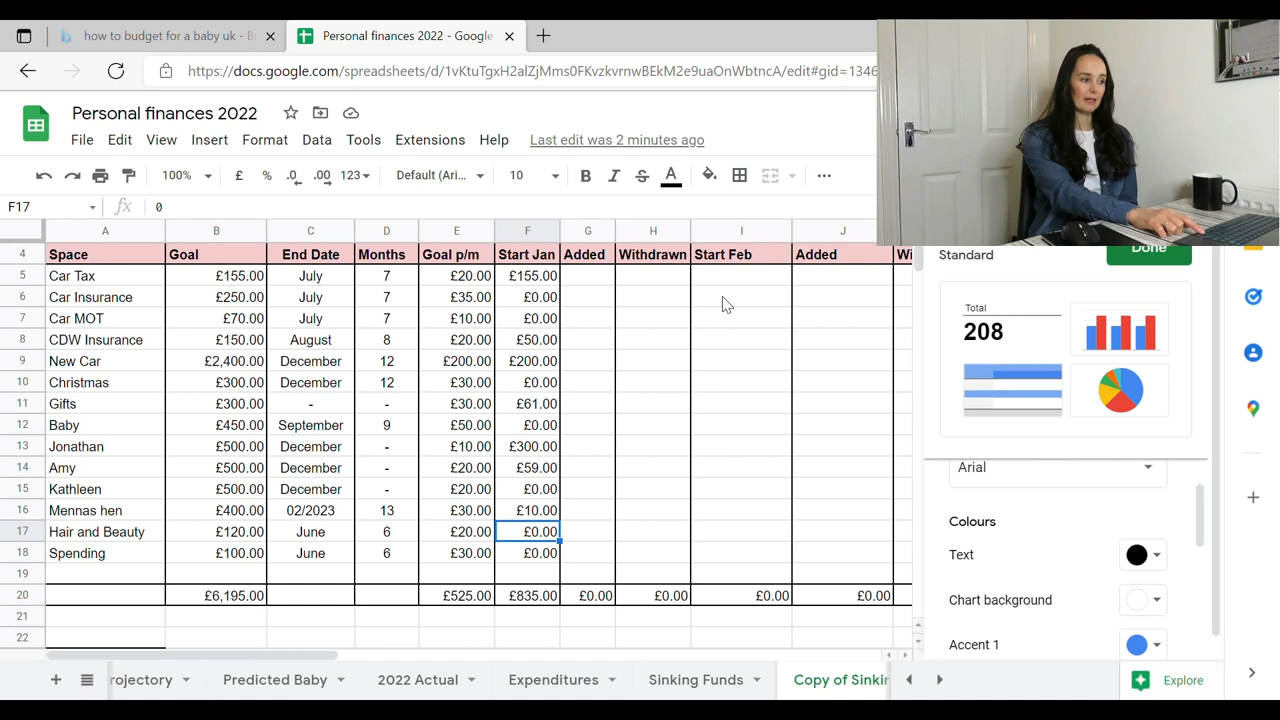 how to budget for a baby uk - B
Personal finances 2022 - Google
https://docs.google.com/spreadsheets/d/1vKtuTgxH2alZjMms0FKvzkvrnwBEkM2e9uaOnWbtncA/edit#gid=1346
Personal finances 2022
File Edit View Insert Format Data Tools Extensions Help Last edit was 2 minutes ago
100% £ % .0 .00 123 Default (Ari... 10 B I S A
F17 fx 0
A B C D E F G H I J
4 Space Goal End Date Months Goal p/m Start Jan Added Withdrawn Start Feb Added Wi
5 Car Tax £155.00 July 7 £20.00 £155.00
6 Car Insurance £250.00 July 7 £35.00 £0.00
7 Car MOT £70.00 July 7 £10.00 £0.00
8 CDW Insurance £150.00 August 8 £20.00 £50.00
9 New Car £2,400.00 December 12 £200.00 £200.00
10 Christmas £300.00 December 12 £30.00 £0.00
11 Gifts £300.00 - - £30.00 £61.00
12 Baby £450.00 September 9 £50.00 £0.00
13 Jonathan £500.00 December - £10.00 £300.00
14 Amy £500.00 December - £20.00 £59.00
15 Kathleen £500.00 December - £20.00 £0.00
16 Mennas hen £400.00 02/2023 13 £30.00 £10.00
17 Hair and Beauty £120.00 June 6 £20.00 £0.00
18 Spending £100.00 June 6 £30.00 £0.00
19
20 £6,195.00 £525.00 £835.00 £0.00 £0.00 £0.00 £0.00
21
22
rojectory Predicted Baby 2022 Actual Expenditures Sinking Funds Copy of Sinkin
Standard Done
Total
208
Arial
Colours
Text
Chart background
Accent 1
Explore